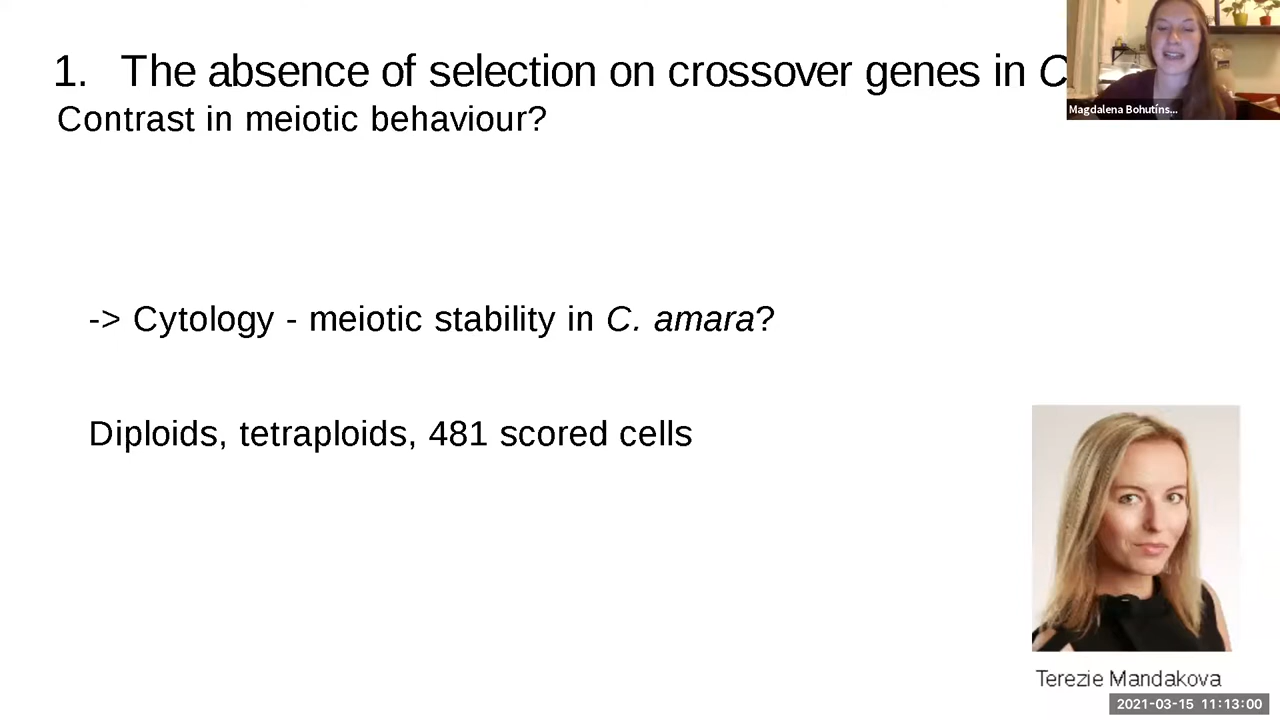 1. The absence of selection on crossover genes in C
Contrast in meiotic behaviour?
Magdalena Bohutíns...
-> Cytology - meiotic stability in C. amara?
Diploids, tetraploids, 481 scored cells
Terezie Mandakova
2021-03-15 11:13:00